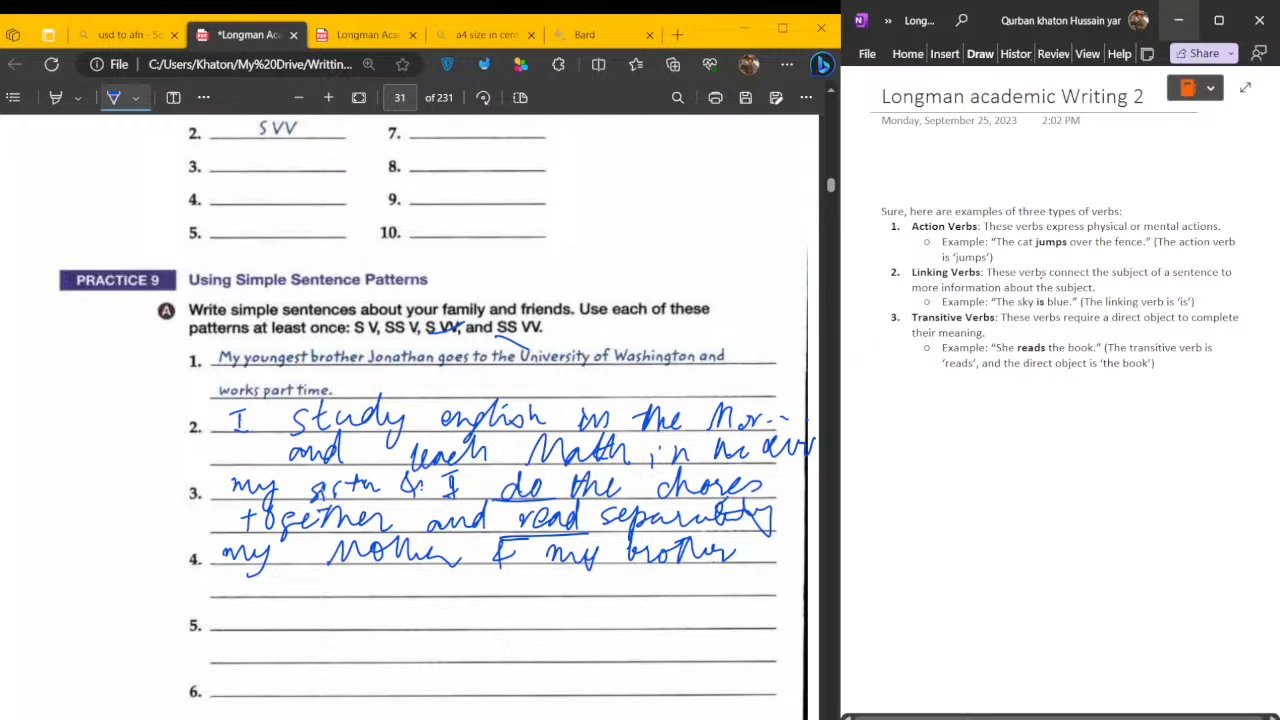 usd to afn - Sc
*Longman Ac
Longman Aca
a4 size in cent
Bard
File
C:/Users/Khaton/My%20Drive/Writtin...
31 of 231
2. SVV 7.
3. 8.
4. 9.
5. 10.
PRACTICE 9 Using Simple Sentence Patterns
A Write simple sentences about your family and friends. Use each of these
patterns at least once: S V, SS V, S VV, and SS VV.
1. My youngest brother Jonathan goes to the University of Washington and
works part time.
2. I study english in the Mor..
and teach Math in
3. my & I do the chores
together and read
4. my Mother & my brother
5.
6.
Long...
Qurban khaton Hussain yar
File Home Insert Draw Histor Review View Help Share
Longman academic Writing 2
Monday, September 25, 2023 2:02 PM
Sure, here are examples of three types of verbs:
1. Action Verbs: These verbs express physical or mental actions.
Example: “The cat jumps over the fence.” (The action verb
is ‘jumps’)
2. Linking Verbs: These verbs connect the subject of a sentence to
more information about the subject.
Example: “The sky is blue.” (The linking verb is ‘is’)
3. Transitive Verbs: These verbs require a direct object to complete
their meaning.
Example: “She reads the book.” (The transitive verb is
‘reads’, and the direct object is ‘the book’)